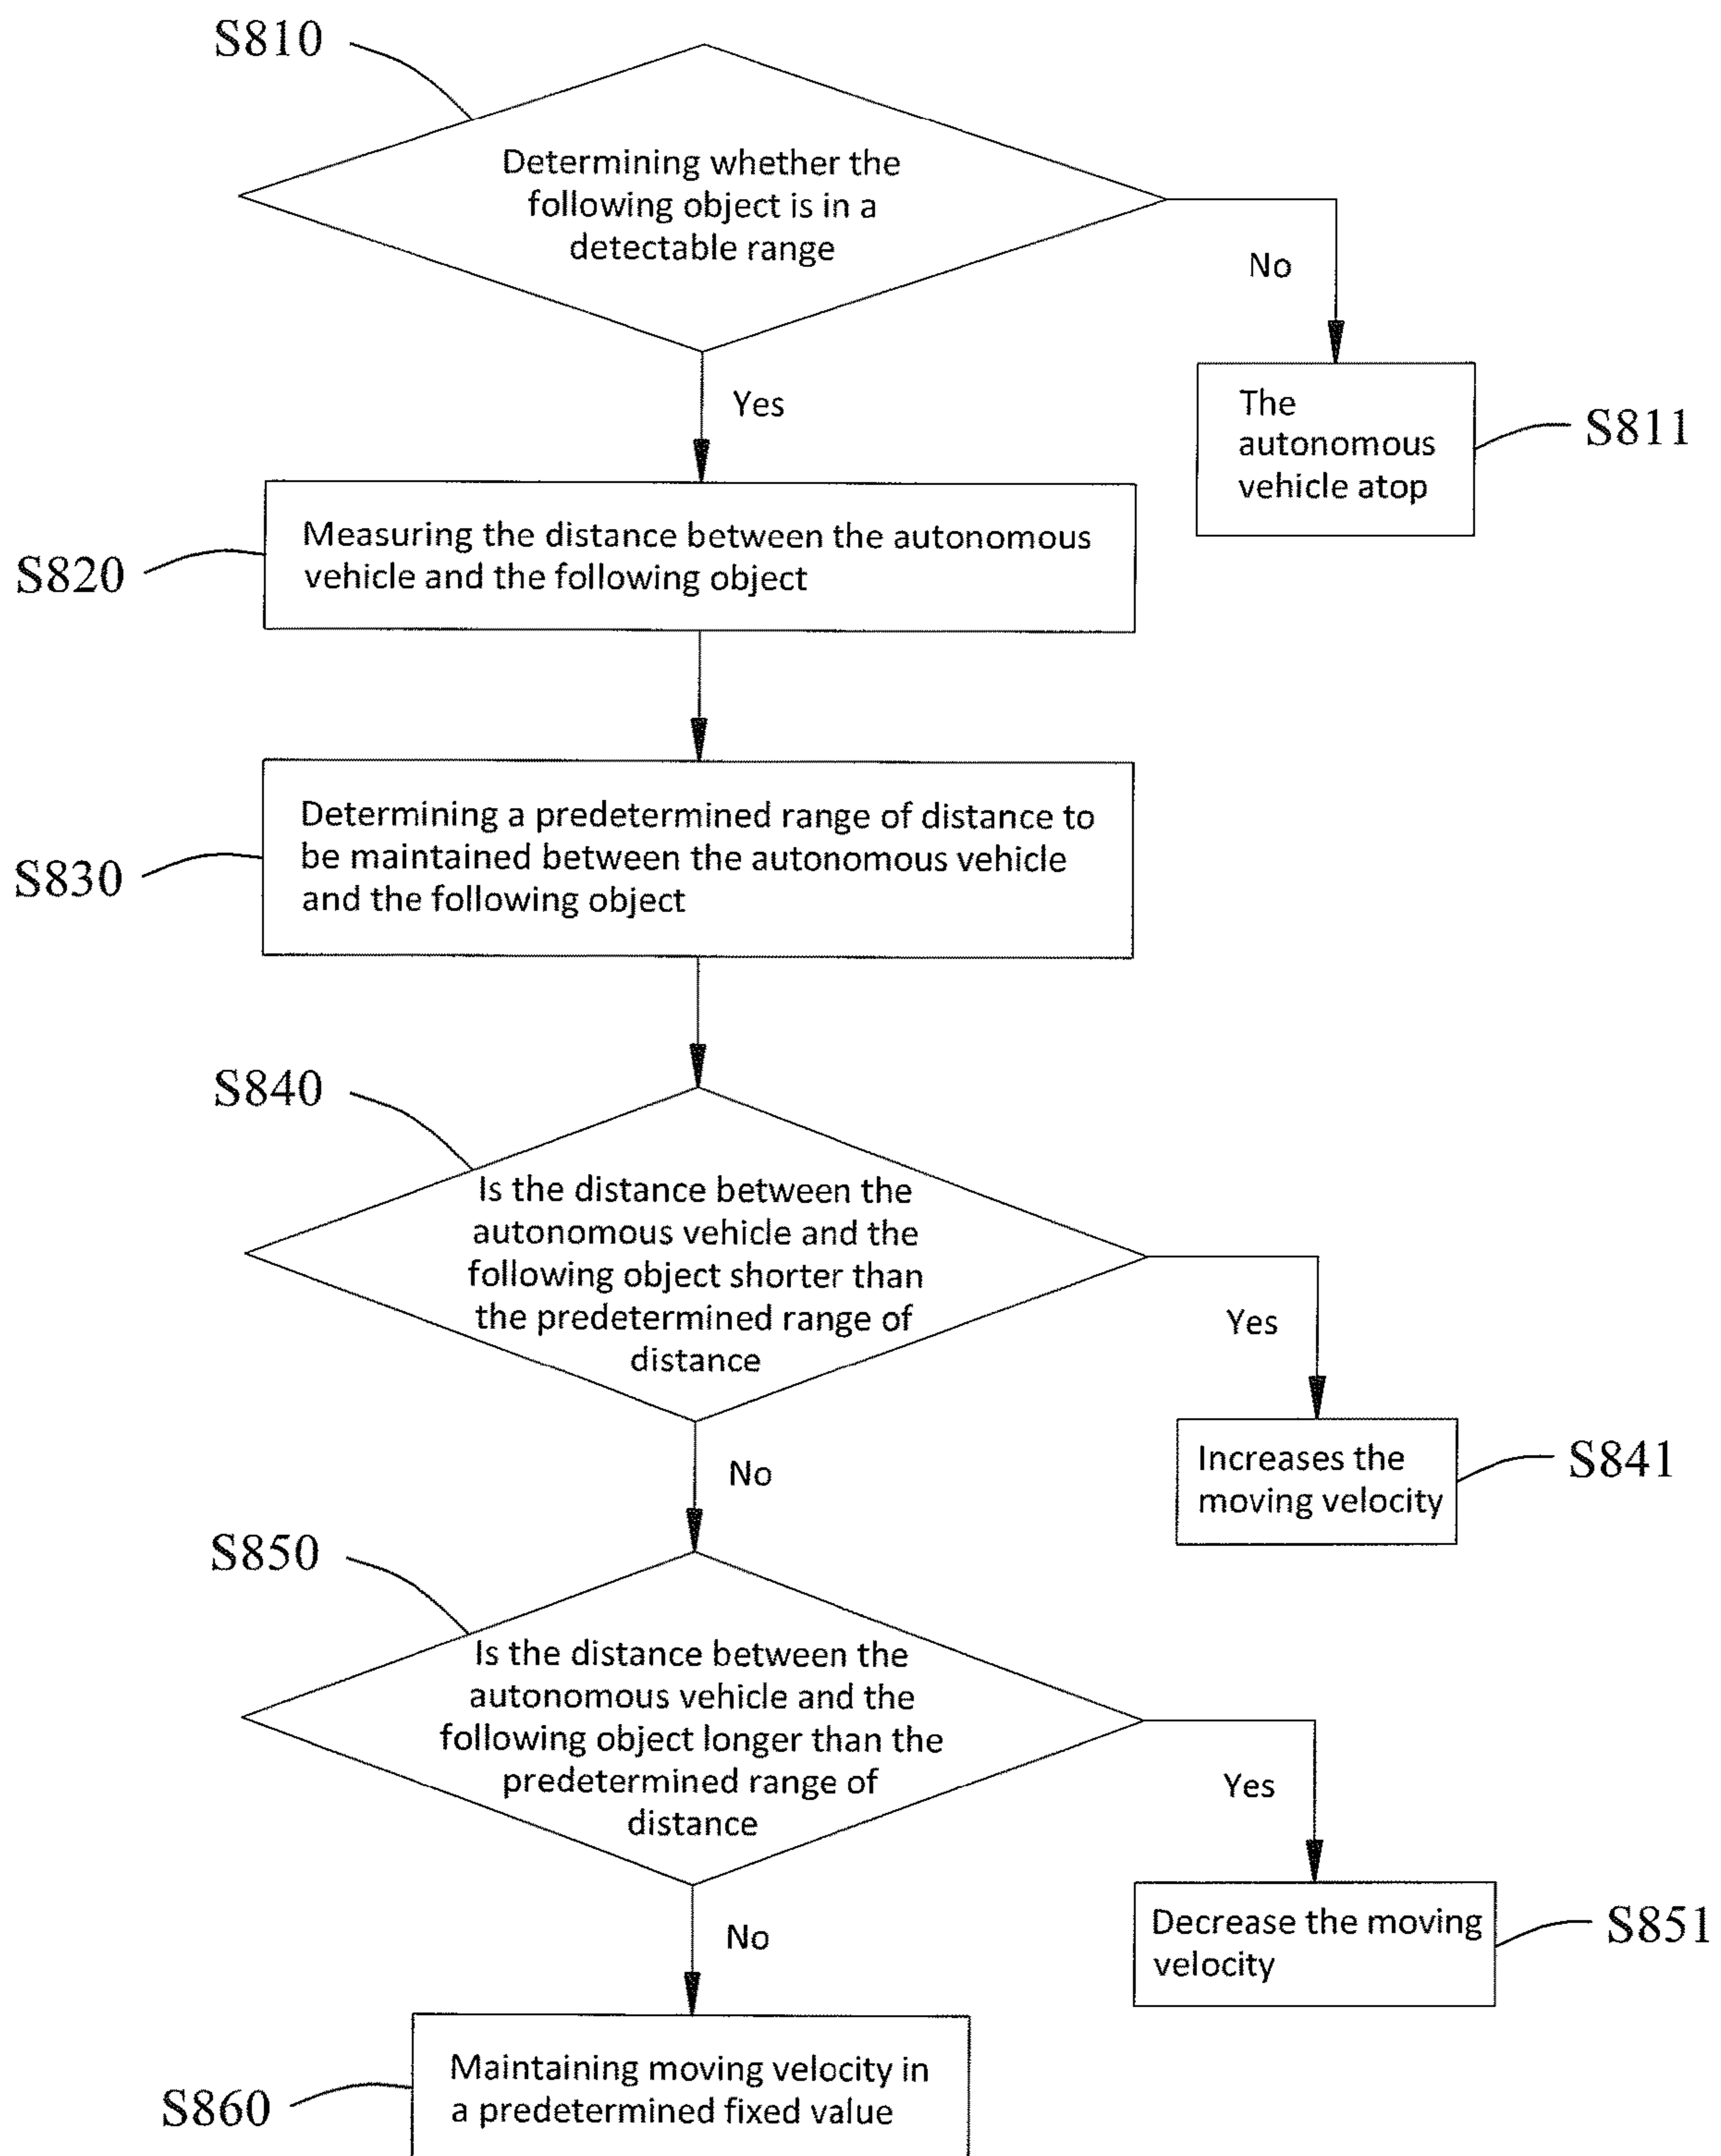 S810
Determining whether the
following object is in a
detectable range
No
Yes
The
autonomous
vehicle atop
S811
Measuring the distance between the autonomous
vehicle and the following object
S820
Determining a predetermined range of distance to
be maintained between the autonomous vehicle
and the following object
S830
S840
Is the distance between the
autonomous vehicle and the
following object shorter than
the predetermined range of
distance
Yes
Increases the
moving velocity
S841
No
S850
Is the distance between the
autonomous vehicle and the
following object longer than the
predetermined range of
distance
Yes
Decrease the moving
velocity
S851
No
Maintaining moving velocity in
a predetermined fixed value
S860